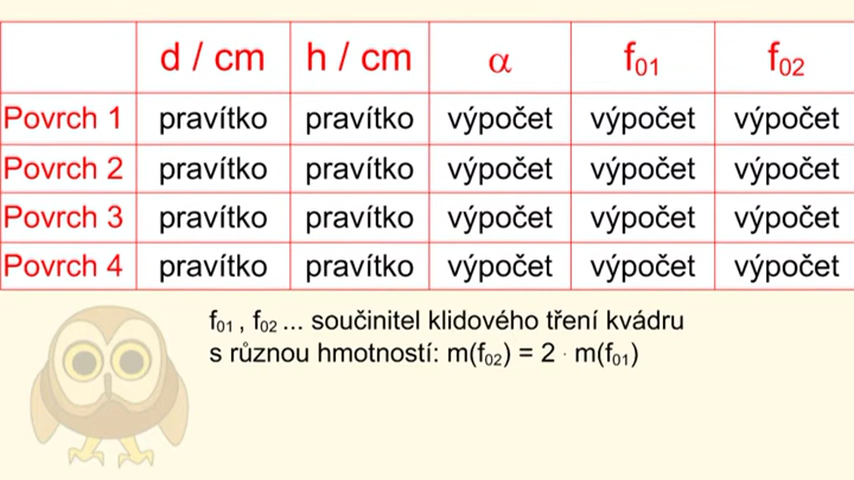 d / cm h / cm α f₀₁ f₀₂
Povrch 1 pravítko pravítko výpočet výpočet výpočet
Povrch 2 pravítko pravítko výpočet výpočet výpočet
Povrch 3 pravítko pravítko výpočet výpočet výpočet
Povrch 4 pravítko pravítko výpočet výpočet výpočet
f₀₁ , f₀₂ ... součinitel klidového tření kvádru
s různou hmotností: m(f₀₂) = 2 · m(f₀₁)